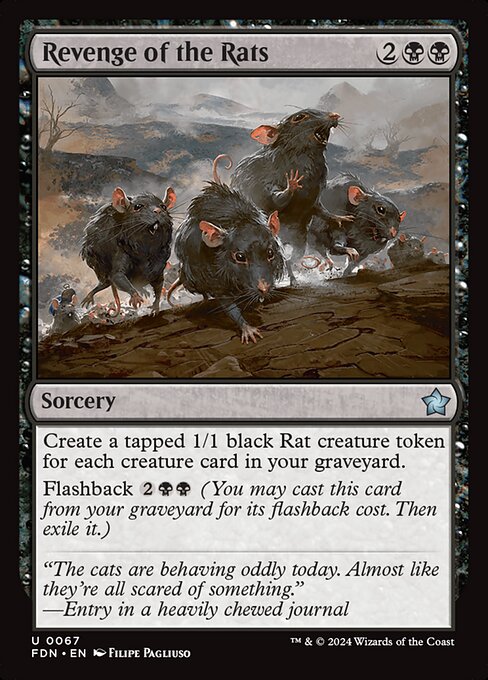 Revenge of the Rats 2
Sorcery
Create a tapped 1/1 black Rat creature token
for each creature card in your graveyard.
Flashback 2 (You may cast this card
from your graveyard for its flashback cost. Then
exile it.)
“The cats are behaving oddly today. Almost like
they’re all scared of something.”
—Entry in a heavily chewed journal
U 0067
FDN • EN Filipe Pagliuso
™ & © 2024 Wizards of the Coast